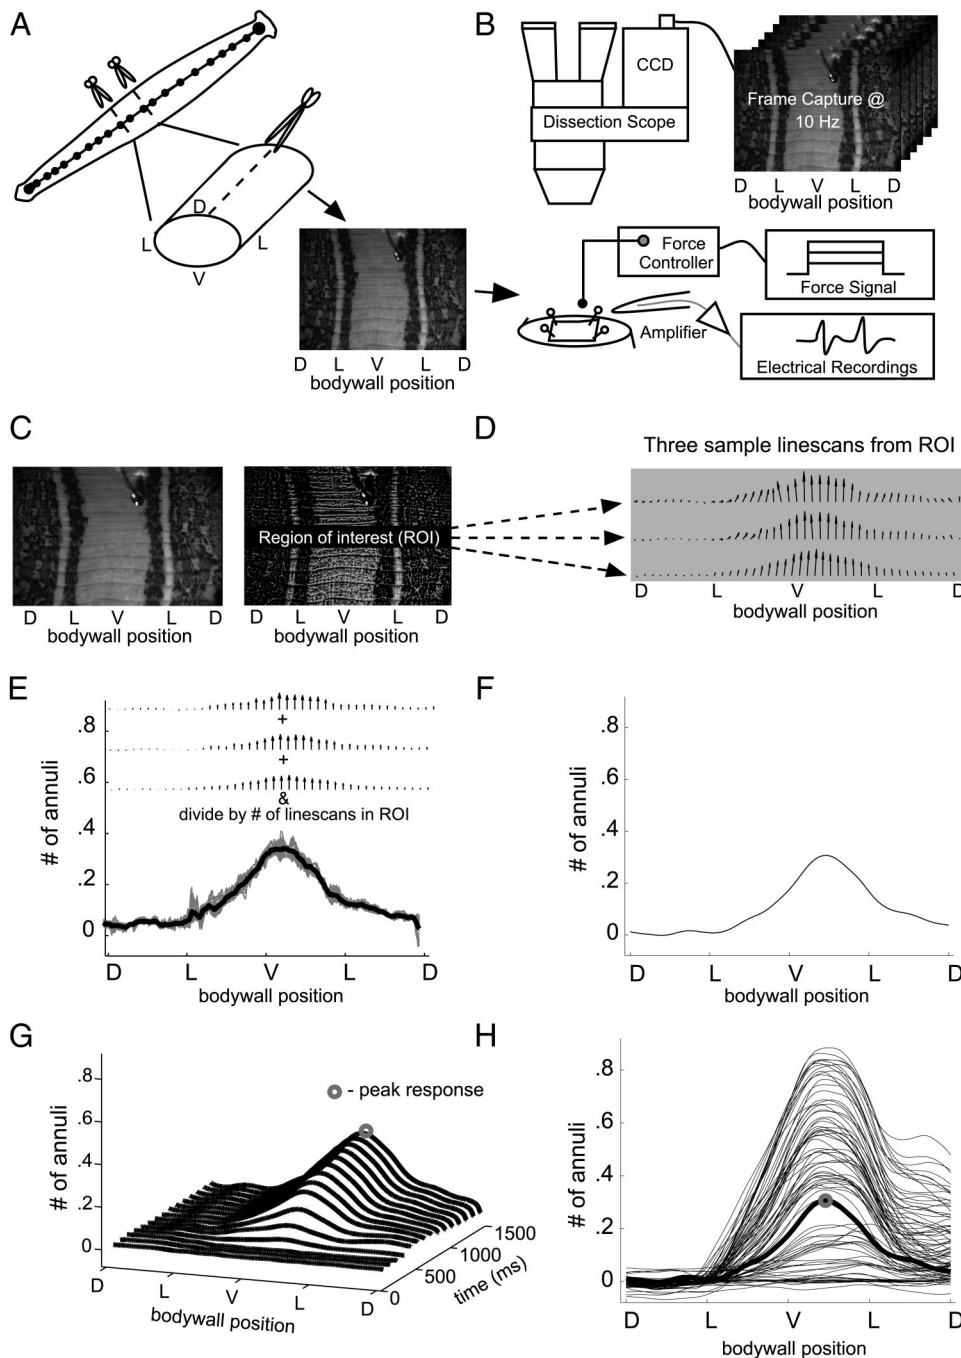 A
D
L
L
V
D L V L D
bodywall position
B
CCD
Dissection Scope
Frame Capture @
10 Hz
D L V L D
bodywall position
Force
Controller
Force Signal
Amplifier
Electrical Recordings
C
D L V L D
bodywall position
Region of interest (ROI)
D L V L D
bodywall position
D
Three sample linescans from ROI
D L V L D
bodywall position
E
# of annuli
.8
.6
.4
.2
0
+
+
&
divide by # of linescans in ROI
D L V L D
bodywall position
F
# of annuli
.8
.6
.4
.2
0
D L V L D
bodywall position
G
# of annuli
.8
.6
.4
.2
0
- peak response
D L V L D
bodywall position
0 500 1000 1500
time (ms)
H
# of annuli
.8
.6
.4
.2
0
D L V L D
bodywall position